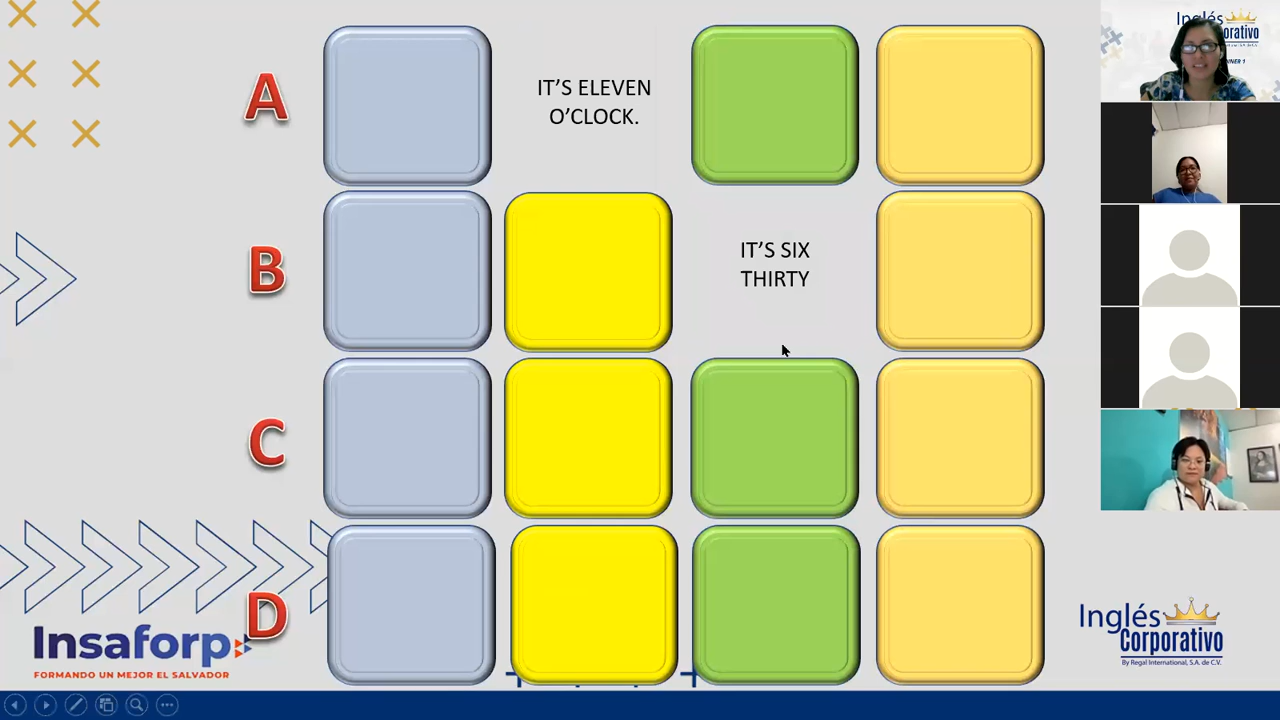 A
IT'S ELEVEN
O'CLOCK.
B
IT'S SIX
THIRTY
C
D
Insaforp
FORMANDO UN MEJOR EL SALVADOR
Inglés
Corporativo
By Regal International, S.A. de C.V.
Inglés